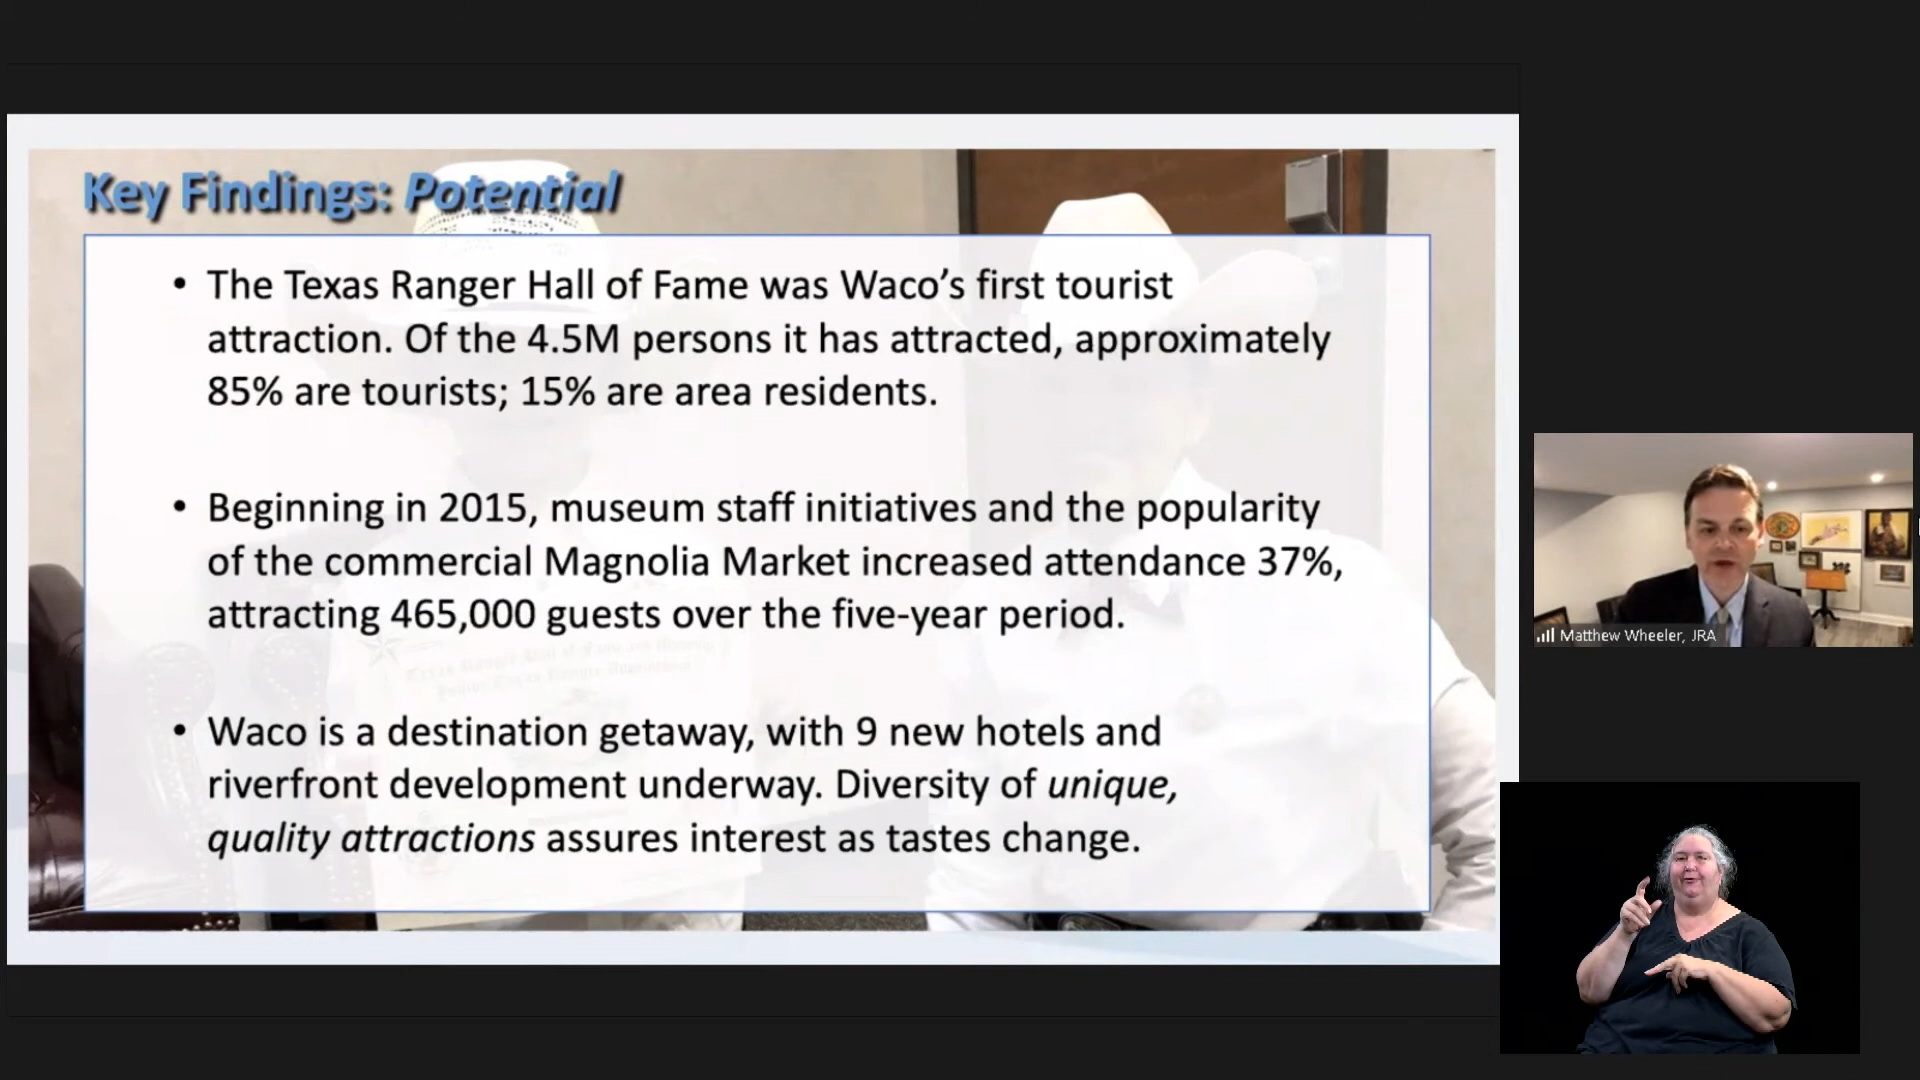 Key Findings: Potential
• The Texas Ranger Hall of Fame was Waco’s first tourist
attraction. Of the 4.5M persons it has attracted, approximately
85% are tourists; 15% are area residents.
• Beginning in 2015, museum staff initiatives and the popularity
of the commercial Magnolia Market increased attendance 37%,
attracting 465,000 guests over the five-year period.
• Waco is a destination getaway, with 9 new hotels and
riverfront development underway. Diversity of unique,
quality attractions assures interest as tastes change.
Matthew Wheeler, JRA